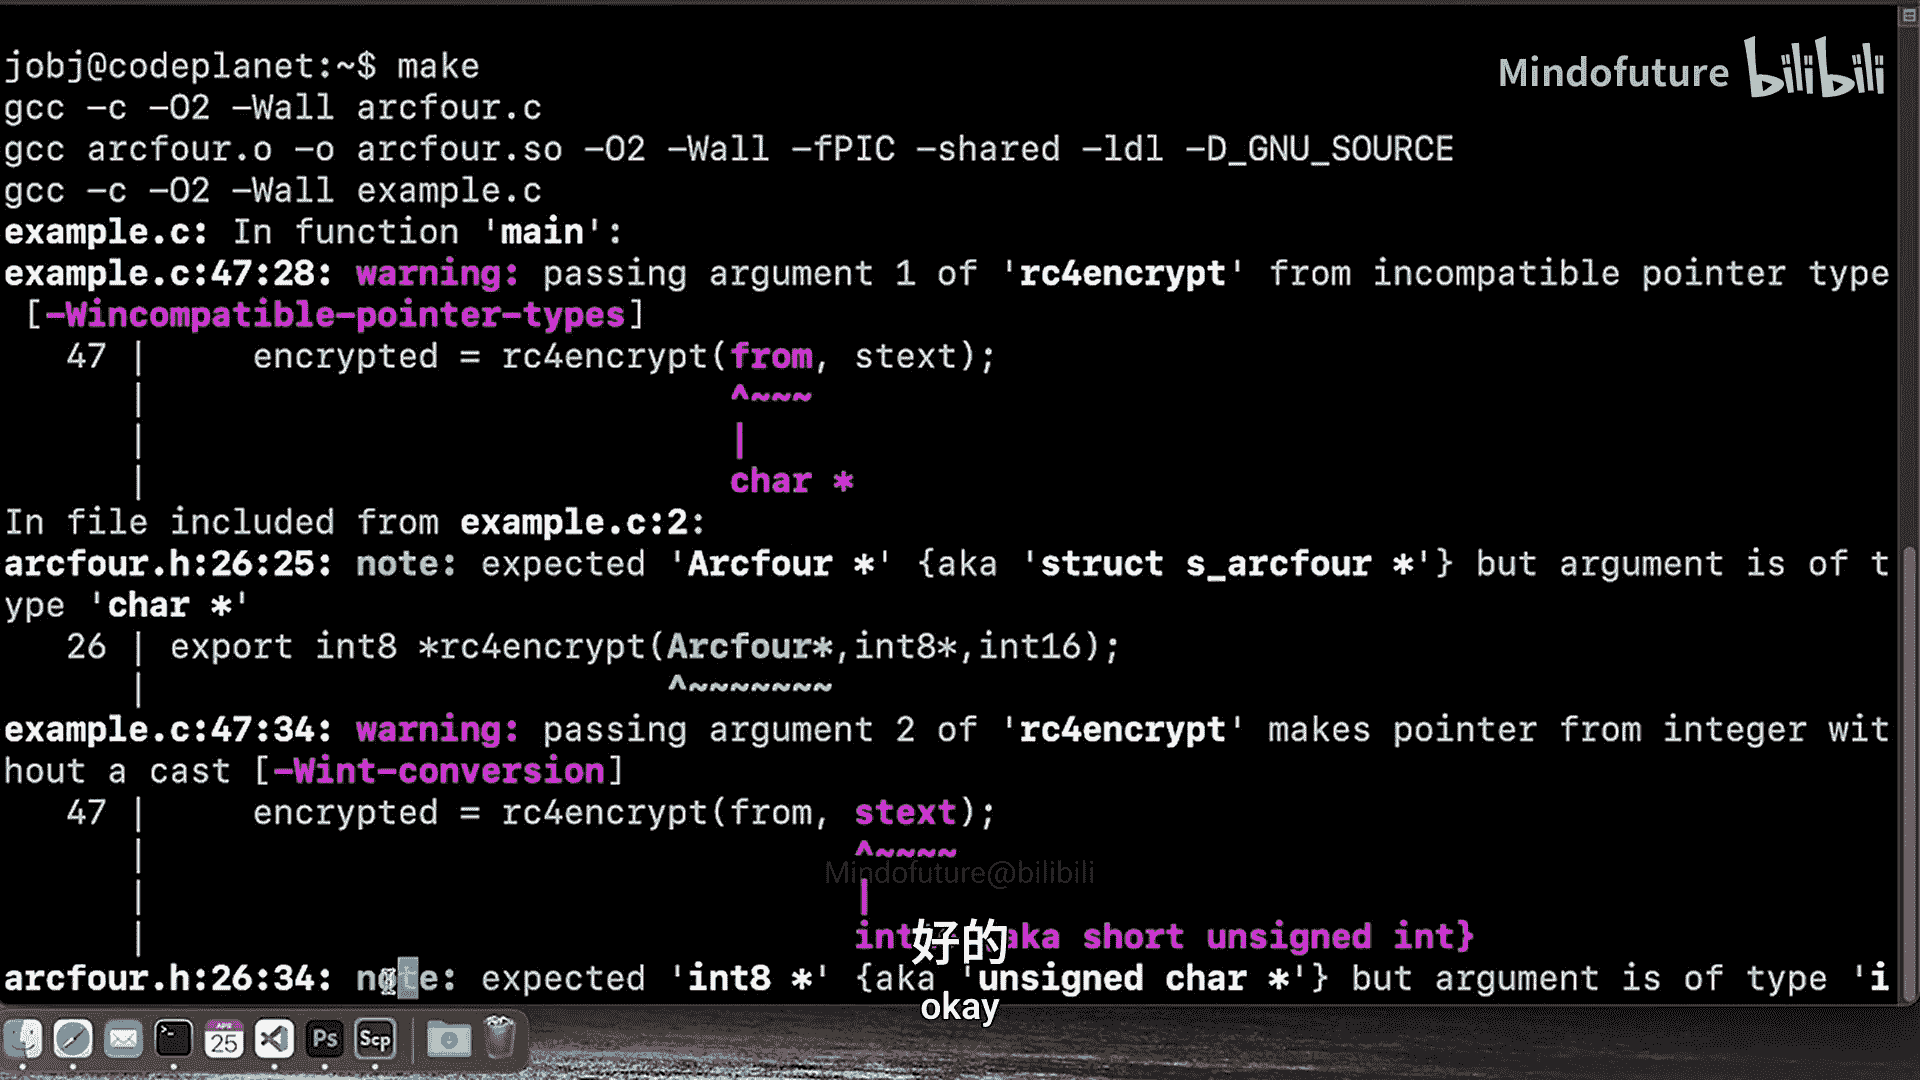 jobj@codeplanet:~$ make
Mindofuture bilibili
gcc -c -O2 -Wall arcfour.c
gcc arcfour.o -o arcfour.so -O2 -Wall -fPIC -shared -ldl -D_GNU_SOURCE
gcc -c -O2 -Wall example.c
example.c: In function 'main':
example.c:47:28: warning: passing argument 1 of 'rc4encrypt' from incompatible pointer type
[-Wincompatible-pointer-types]
47 |     encrypted = rc4encrypt(from, stext);
|                            ^~~~
|                            |
|                            char *
In file included from example.c:2:
arcfour.h:26:25: note: expected 'Arcfour *' {aka 'struct s_arcfour *'} but argument is of t
ype 'char *'
26 | export int8 *rc4encrypt(Arcfour*,int8*,int16);
|                         ^~~~~~~~
example.c:47:34: warning: passing argument 2 of 'rc4encrypt' makes pointer from integer wit
hout a cast [-Wint-conversion]
47 |     encrypted = rc4encrypt(from, stext);
|                                  ^~~~~
Mindofuture@bilibili
|                                  |
|                                  aka short unsigned int}
好的
arcfour.h:26:34: note: expected 'int8 *' {aka 'unsigned char *'} but argument is of type 'i
okay
APR
25
Ps
Scp